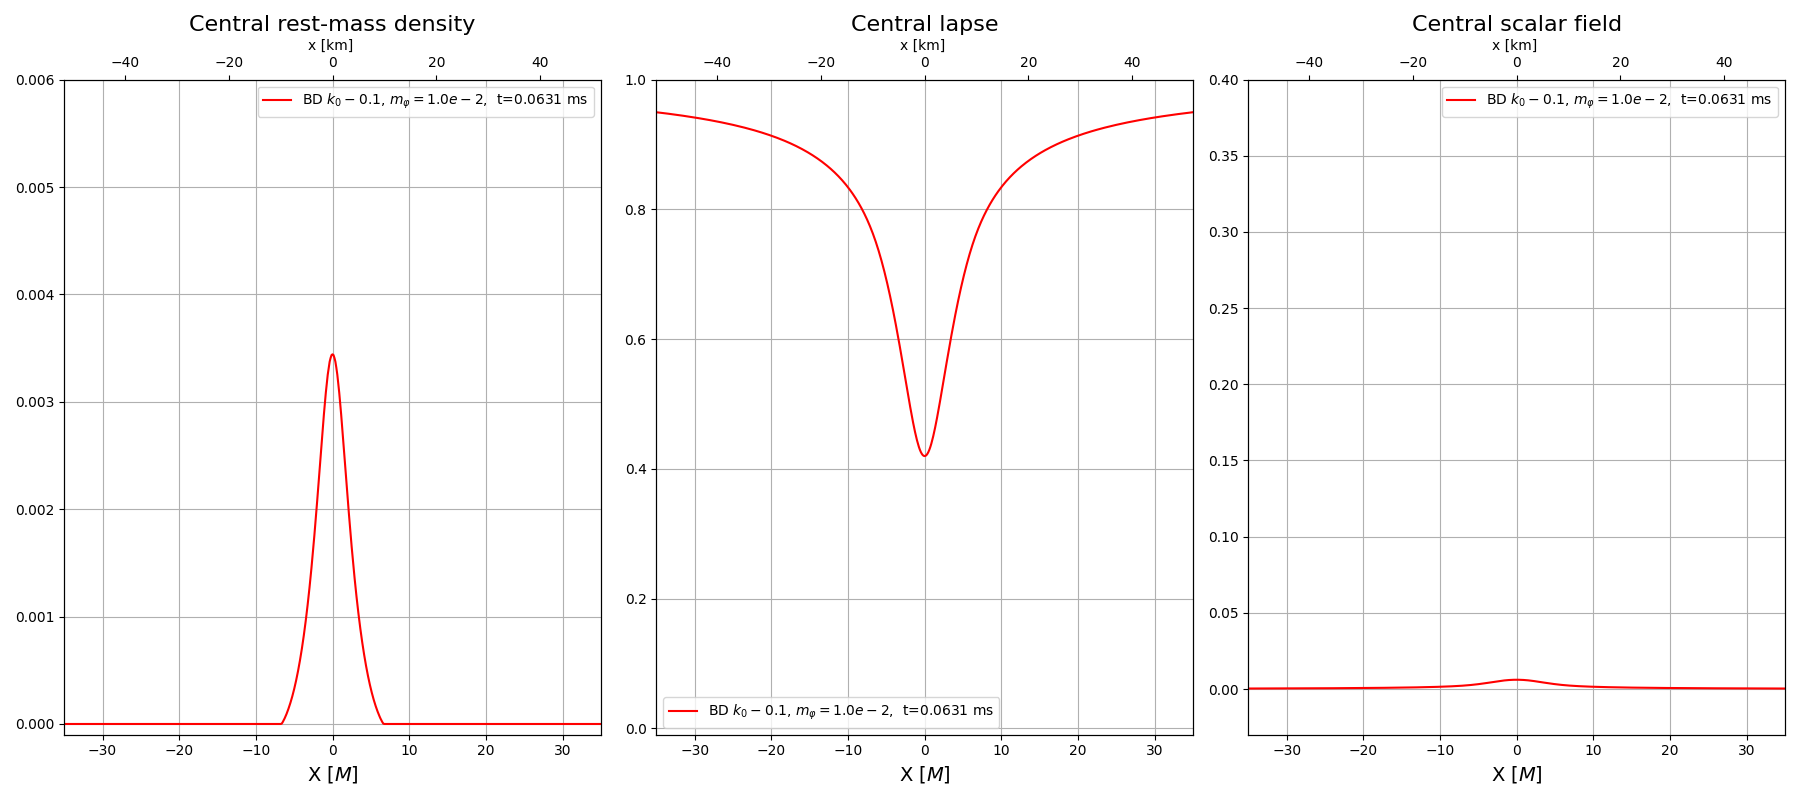 Central rest-mass density
x [km]
−40 −20 0 20 40
0.006
0.005
0.004
0.003
0.002
0.001
0.000
BD k₀ − 0.1, mᵩ = 1.0e − 2, t=0.0631 ms
−30 −20 −10 0 10 20 30
X [M]
Central lapse
x [km]
−40 −20 0 20 40
1.0
0.8
0.6
0.4
0.2
0.0
BD k₀ − 0.1, mᵩ = 1.0e − 2, t=0.0631 ms
−30 −20 −10 0 10 20 30
X [M]
Central scalar field
x [km]
−40 −20 0 20 40
0.40
0.35
0.30
0.25
0.20
0.15
0.10
0.05
0.00
BD k₀ − 0.1, mᵩ = 1.0e − 2, t=0.0631 ms
−30 −20 −10 0 10 20 30
X [M]